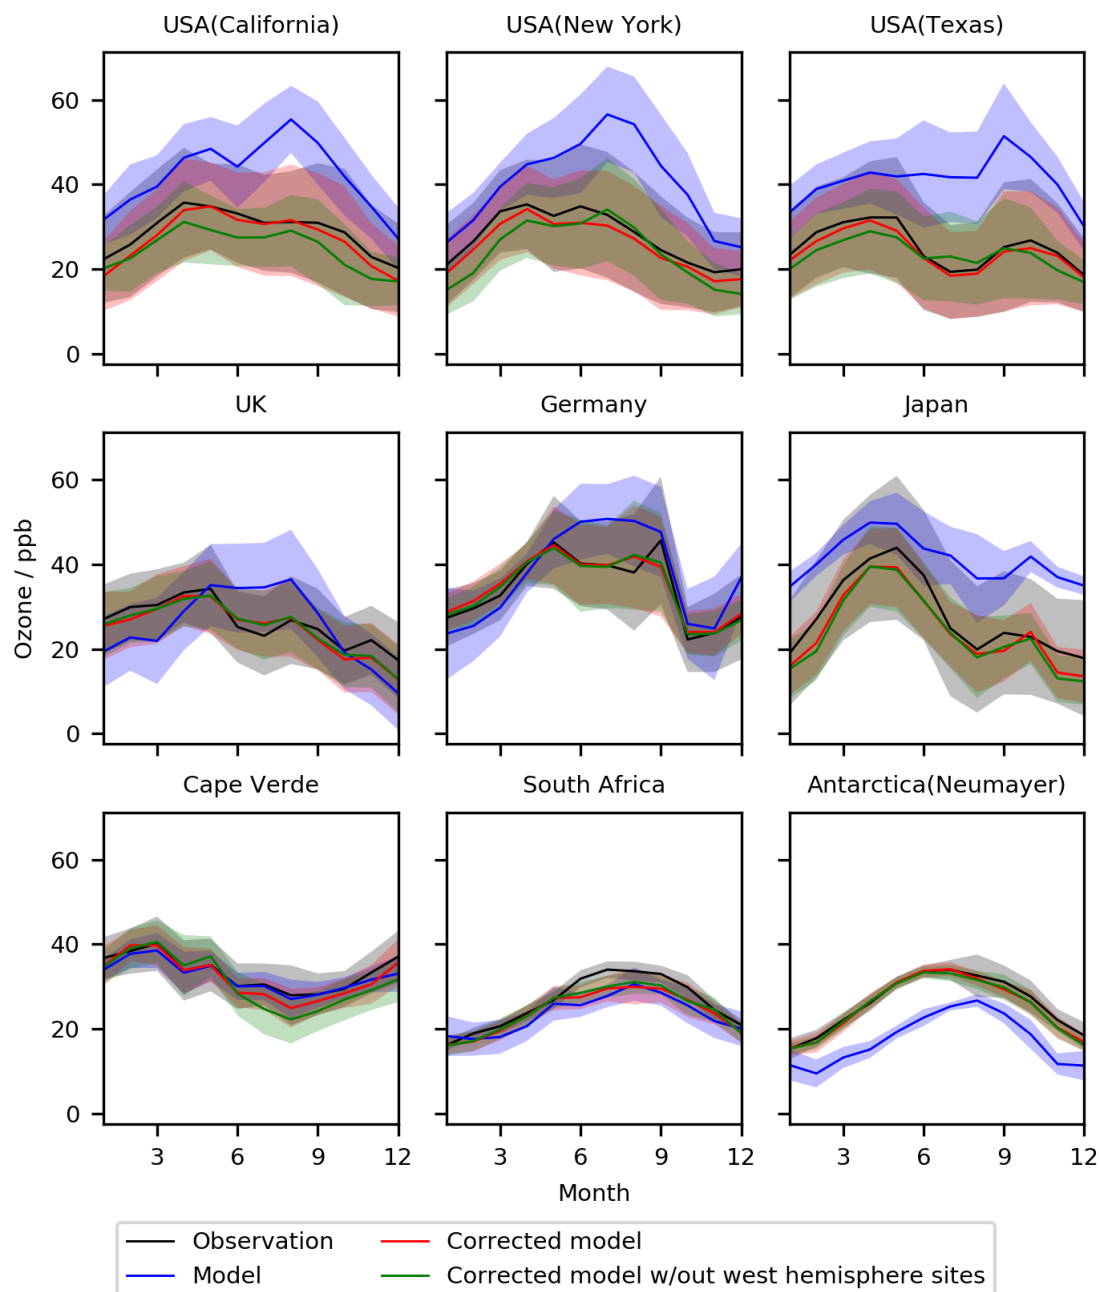 USA(California) USA(New York) USA(Texas)
60
40
20
0
UK Germany Japan
60
40
20
0
Ozone / ppb
Cape Verde South Africa Antarctica(Neumayer)
60
40
20
0
3 6 9 12 3 6 9 12 3 6 9 12
Month
Observation Corrected model
Model Corrected model w/out west hemisphere sites